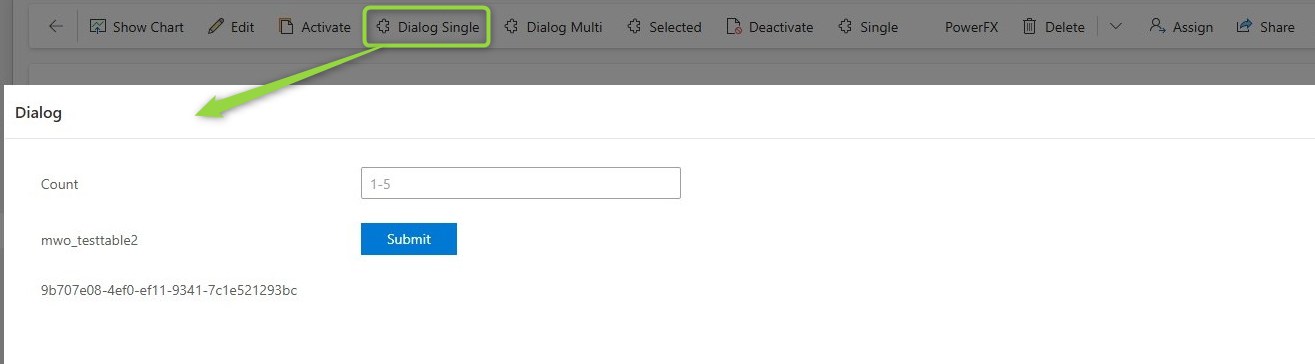 Show Chart Edit Activate Dialog Single Dialog Multi Selected Deactivate Single PowerFX Delete Assign Share
Dialog
Count 1-5
mwo_testtable2 Submit
9b707e08-4ef0-ef11-9341-7c1e521293bc